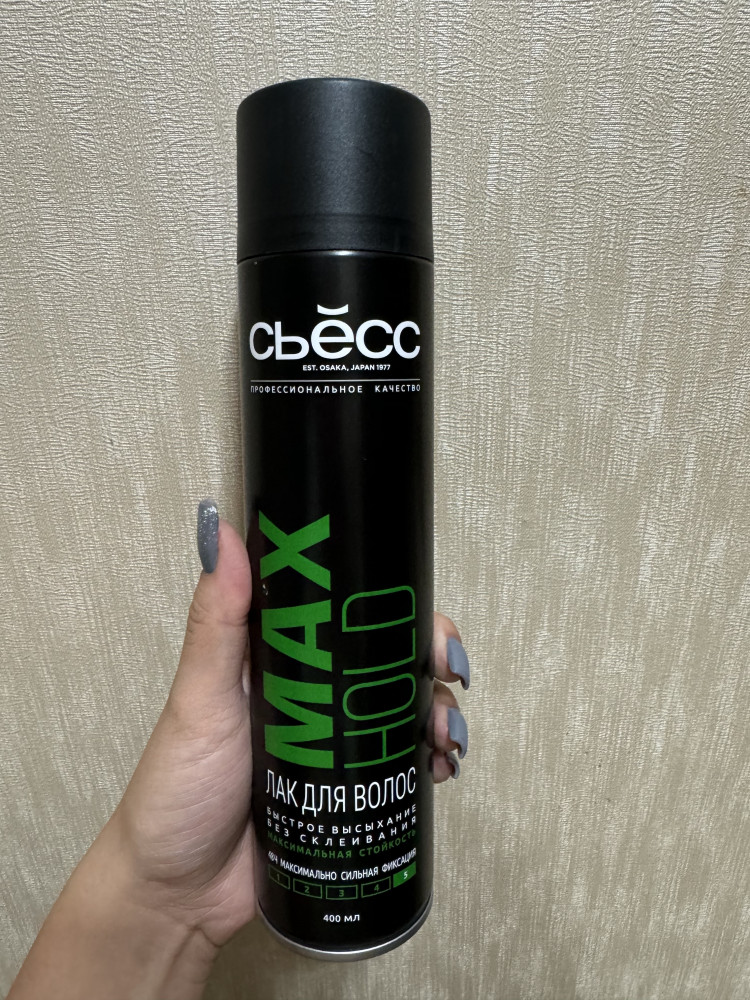 сьĕсс
EST. OSAKA, JAPAN 1977
ПРОФЕССИОНАЛЬНОЕ КАЧЕСТВО
MAX
HOLD
ЛАК ДЛЯ ВОЛОС
БЫСТРОЕ ВЫСЫХАНИЕ
БЕЗ СКЛЕИВАНИЯ
МАКСИМАЛЬНАЯ СТОЙКОСТЬ
48Ч МАКСИМАЛЬНО СИЛЬНАЯ ФИКСАЦИЯ
1 2 3 4 5
400 МЛ